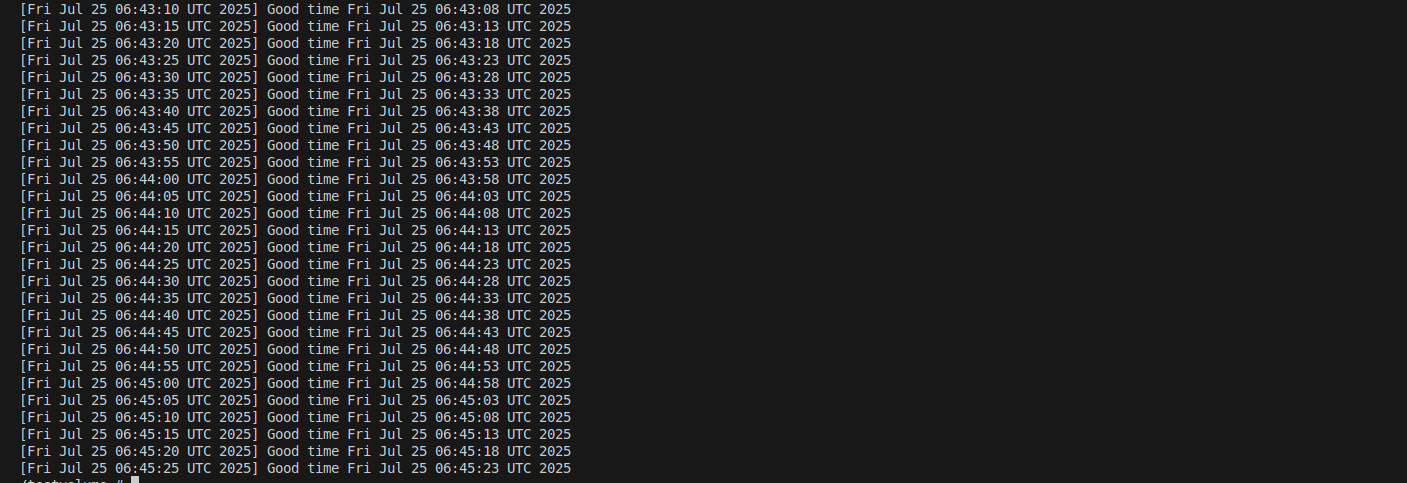 [Fri Jul 25 06:43:10 UTC 2025] Good time Fri Jul 25 06:43:08 UTC 2025
[Fri Jul 25 06:43:15 UTC 2025] Good time Fri Jul 25 06:43:13 UTC 2025
[Fri Jul 25 06:43:20 UTC 2025] Good time Fri Jul 25 06:43:18 UTC 2025
[Fri Jul 25 06:43:25 UTC 2025] Good time Fri Jul 25 06:43:23 UTC 2025
[Fri Jul 25 06:43:30 UTC 2025] Good time Fri Jul 25 06:43:28 UTC 2025
[Fri Jul 25 06:43:35 UTC 2025] Good time Fri Jul 25 06:43:33 UTC 2025
[Fri Jul 25 06:43:40 UTC 2025] Good time Fri Jul 25 06:43:38 UTC 2025
[Fri Jul 25 06:43:45 UTC 2025] Good time Fri Jul 25 06:43:43 UTC 2025
[Fri Jul 25 06:43:50 UTC 2025] Good time Fri Jul 25 06:43:48 UTC 2025
[Fri Jul 25 06:43:55 UTC 2025] Good time Fri Jul 25 06:43:53 UTC 2025
[Fri Jul 25 06:44:00 UTC 2025] Good time Fri Jul 25 06:43:58 UTC 2025
[Fri Jul 25 06:44:05 UTC 2025] Good time Fri Jul 25 06:44:03 UTC 2025
[Fri Jul 25 06:44:10 UTC 2025] Good time Fri Jul 25 06:44:08 UTC 2025
[Fri Jul 25 06:44:15 UTC 2025] Good time Fri Jul 25 06:44:13 UTC 2025
[Fri Jul 25 06:44:20 UTC 2025] Good time Fri Jul 25 06:44:18 UTC 2025
[Fri Jul 25 06:44:25 UTC 2025] Good time Fri Jul 25 06:44:23 UTC 2025
[Fri Jul 25 06:44:30 UTC 2025] Good time Fri Jul 25 06:44:28 UTC 2025
[Fri Jul 25 06:44:35 UTC 2025] Good time Fri Jul 25 06:44:33 UTC 2025
[Fri Jul 25 06:44:40 UTC 2025] Good time Fri Jul 25 06:44:38 UTC 2025
[Fri Jul 25 06:44:45 UTC 2025] Good time Fri Jul 25 06:44:43 UTC 2025
[Fri Jul 25 06:44:50 UTC 2025] Good time Fri Jul 25 06:44:48 UTC 2025
[Fri Jul 25 06:44:55 UTC 2025] Good time Fri Jul 25 06:44:53 UTC 2025
[Fri Jul 25 06:45:00 UTC 2025] Good time Fri Jul 25 06:44:58 UTC 2025
[Fri Jul 25 06:45:05 UTC 2025] Good time Fri Jul 25 06:45:03 UTC 2025
[Fri Jul 25 06:45:10 UTC 2025] Good time Fri Jul 25 06:45:08 UTC 2025
[Fri Jul 25 06:45:15 UTC 2025] Good time Fri Jul 25 06:45:13 UTC 2025
[Fri Jul 25 06:45:20 UTC 2025] Good time Fri Jul 25 06:45:18 UTC 2025
[Fri Jul 25 06:45:25 UTC 2025] Good time Fri Jul 25 06:45:23 UTC 2025